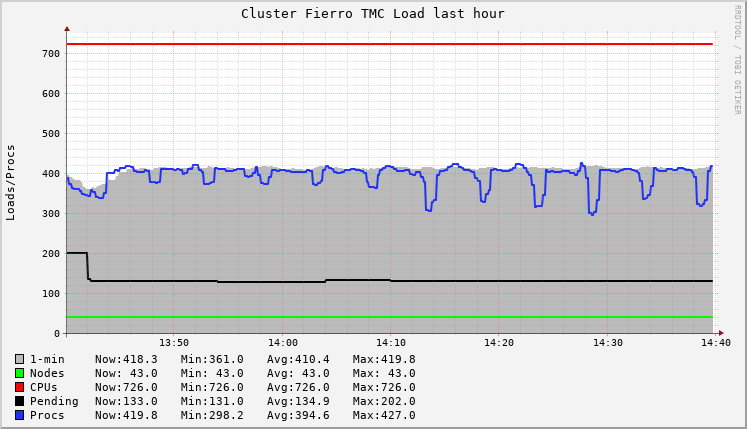 Cluster Fierro TMC Load last hour
RRDTOOL / TOBI OETIKER
Loads/Procs
700
600
500
400
300
200
100
0
13:50 14:00 14:10 14:20 14:30 14:40
1-min Now:418.3 Min:361.0 Avg:410.4 Max:419.8
Nodes Now: 43.0 Min: 43.0 Avg: 43.0 Max: 43.0
CPUs Now:726.0 Min:726.0 Avg:726.0 Max:726.0
Pending Now:133.0 Min:131.0 Avg:134.9 Max:202.0
Procs Now:419.8 Min:298.2 Avg:394.6 Max:427.0